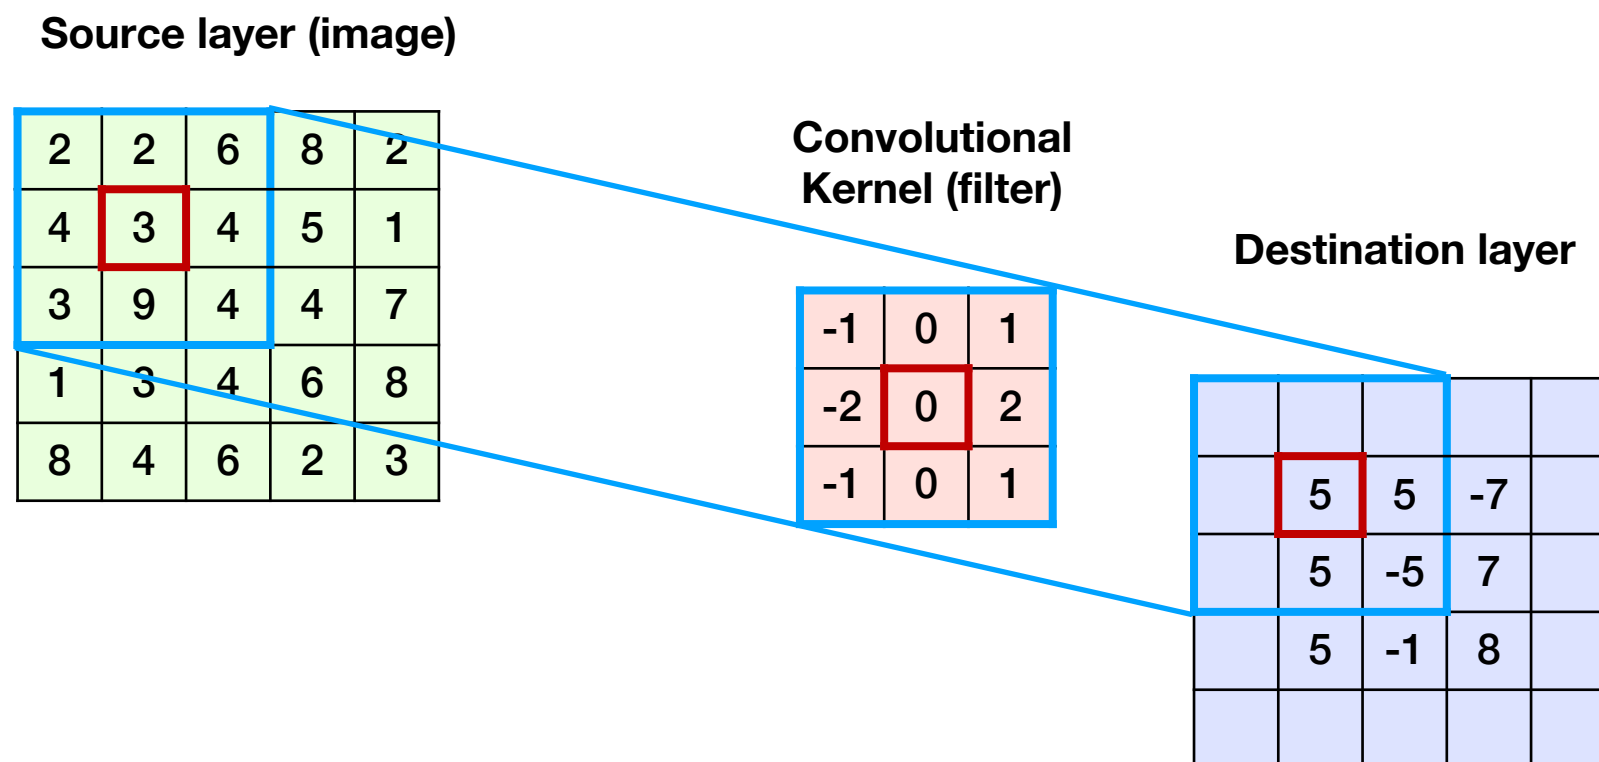 Source layer (image)
2 2 6 8 2
4 3 4 5 1
3 9 4 4 7
1 3 4 6 8
8 4 6 2 3
Convolutional
Kernel (filter)
-1 0 1
-2 0 2
-1 0 1
Destination layer
5 5 -7
5 -5 7
5 -1 8